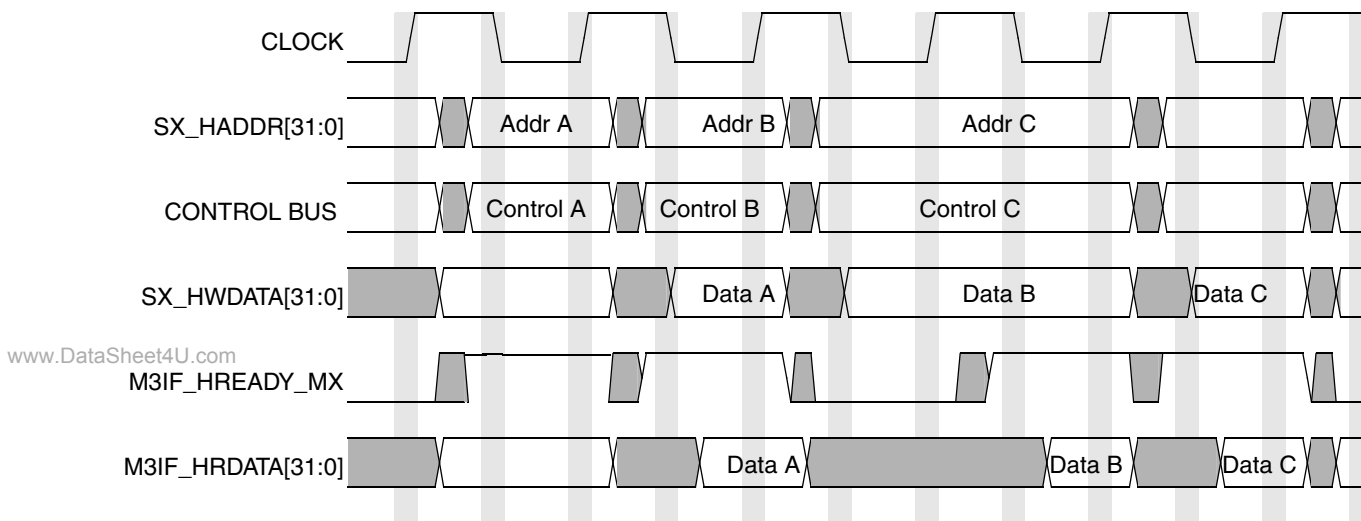 CLOCK
SX_HADDR[31:0]
Addr A
Addr B
Addr C
CONTROL BUS
Control A
Control B
Control C
SX_HWDATA[31:0]
Data A
Data B
Data C
www.DataSheet4U.com
M3IF_HREADY_MX
M3IF_HRDATA[31:0]
Data A
Data B
Data C